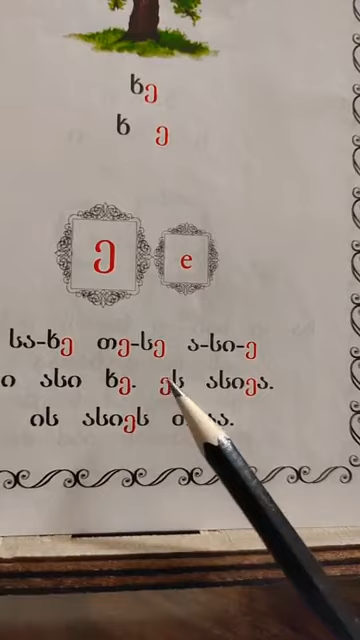 ხე
ხ ე
ე e
სა-ხე თე-სე ა-სი-ე
ი ასი ხე. ეს ასიეა.
ის ასიეს